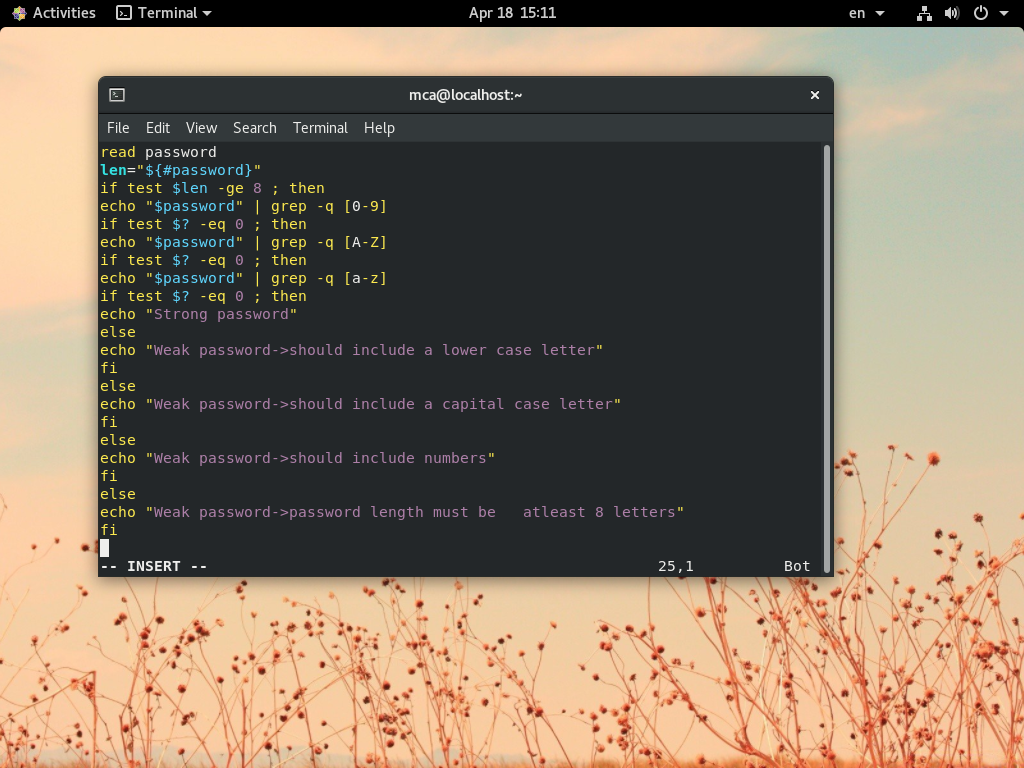 Activities Terminal Apr 18 15:11 en
mca@localhost:~
File Edit View Search Terminal Help
read password
len="${#password}"
if test $len -ge 8 ; then
echo "$password" | grep -q [0-9]
if test $? -eq 0 ; then
echo "$password" | grep -q [A-Z]
if test $? -eq 0 ; then
echo "$password" | grep -q [a-z]
if test $? -eq 0 ; then
echo "Strong password"
else
echo "Weak password->should include a lower case letter"
fi
else
echo "Weak password->should include a capital case letter"
fi
else
echo "Weak password->should include numbers"
fi
else
echo "Weak password->password length must be   atleast 8 letters"
fi
-- INSERT -- 25,1 Bot